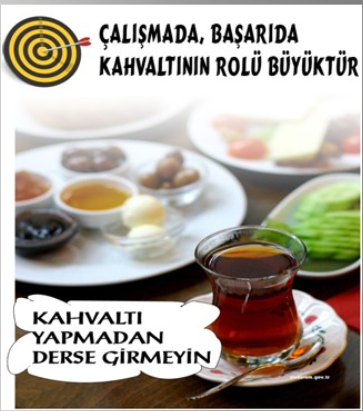 ÇALIŞMADA, BAŞARIDA
KAHVALTININ ROLÜ BÜYÜKTÜR
KAHVALTI
YAPMADAN
DERSE GİRMEYİN